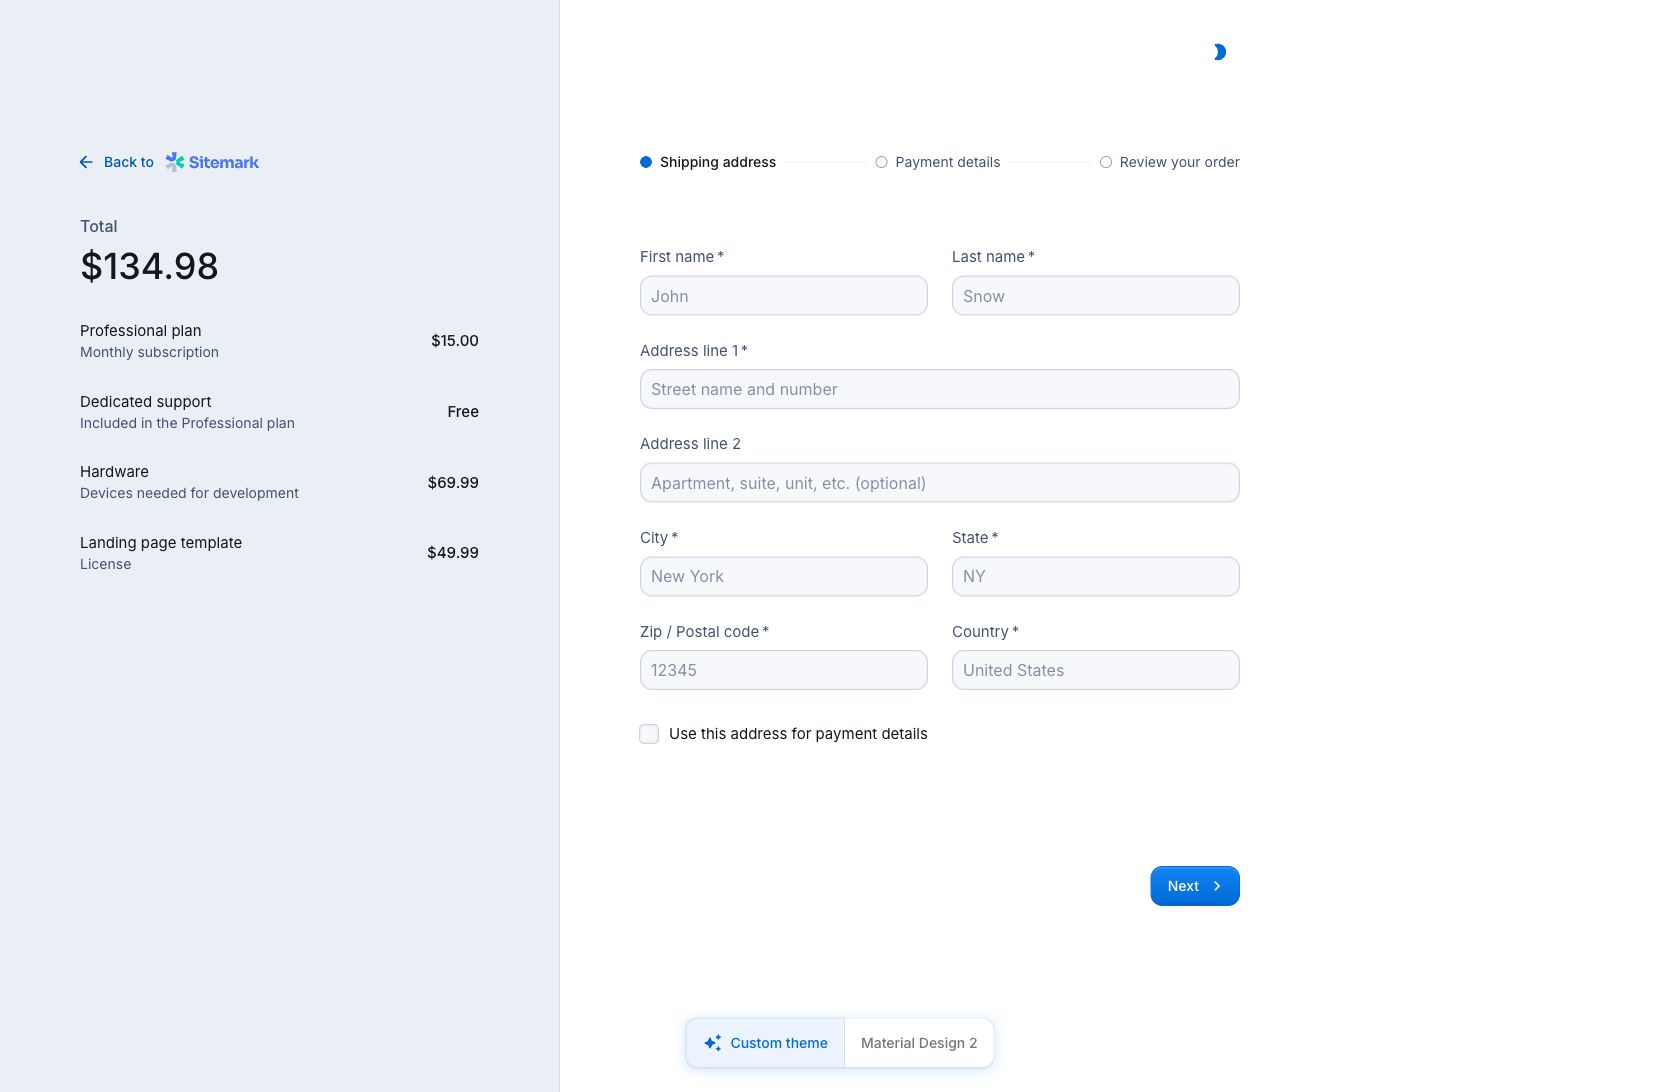 Back to Sitemark
Total
$134.98
Professional plan
Monthly subscription
$15.00
Dedicated support
Included in the Professional plan
Free
Hardware
Devices needed for development
$69.99
Landing page template
License
$49.99
Shipping address
Payment details
Review your order
First name *
Last name *
John
Snow
Address line 1 *
Street name and number
Address line 2
Apartment, suite, unit, etc. (optional)
City *
State *
New York
NY
Zip / Postal code *
Country *
12345
United States
Use this address for payment details
Next
Custom theme
Material Design 2